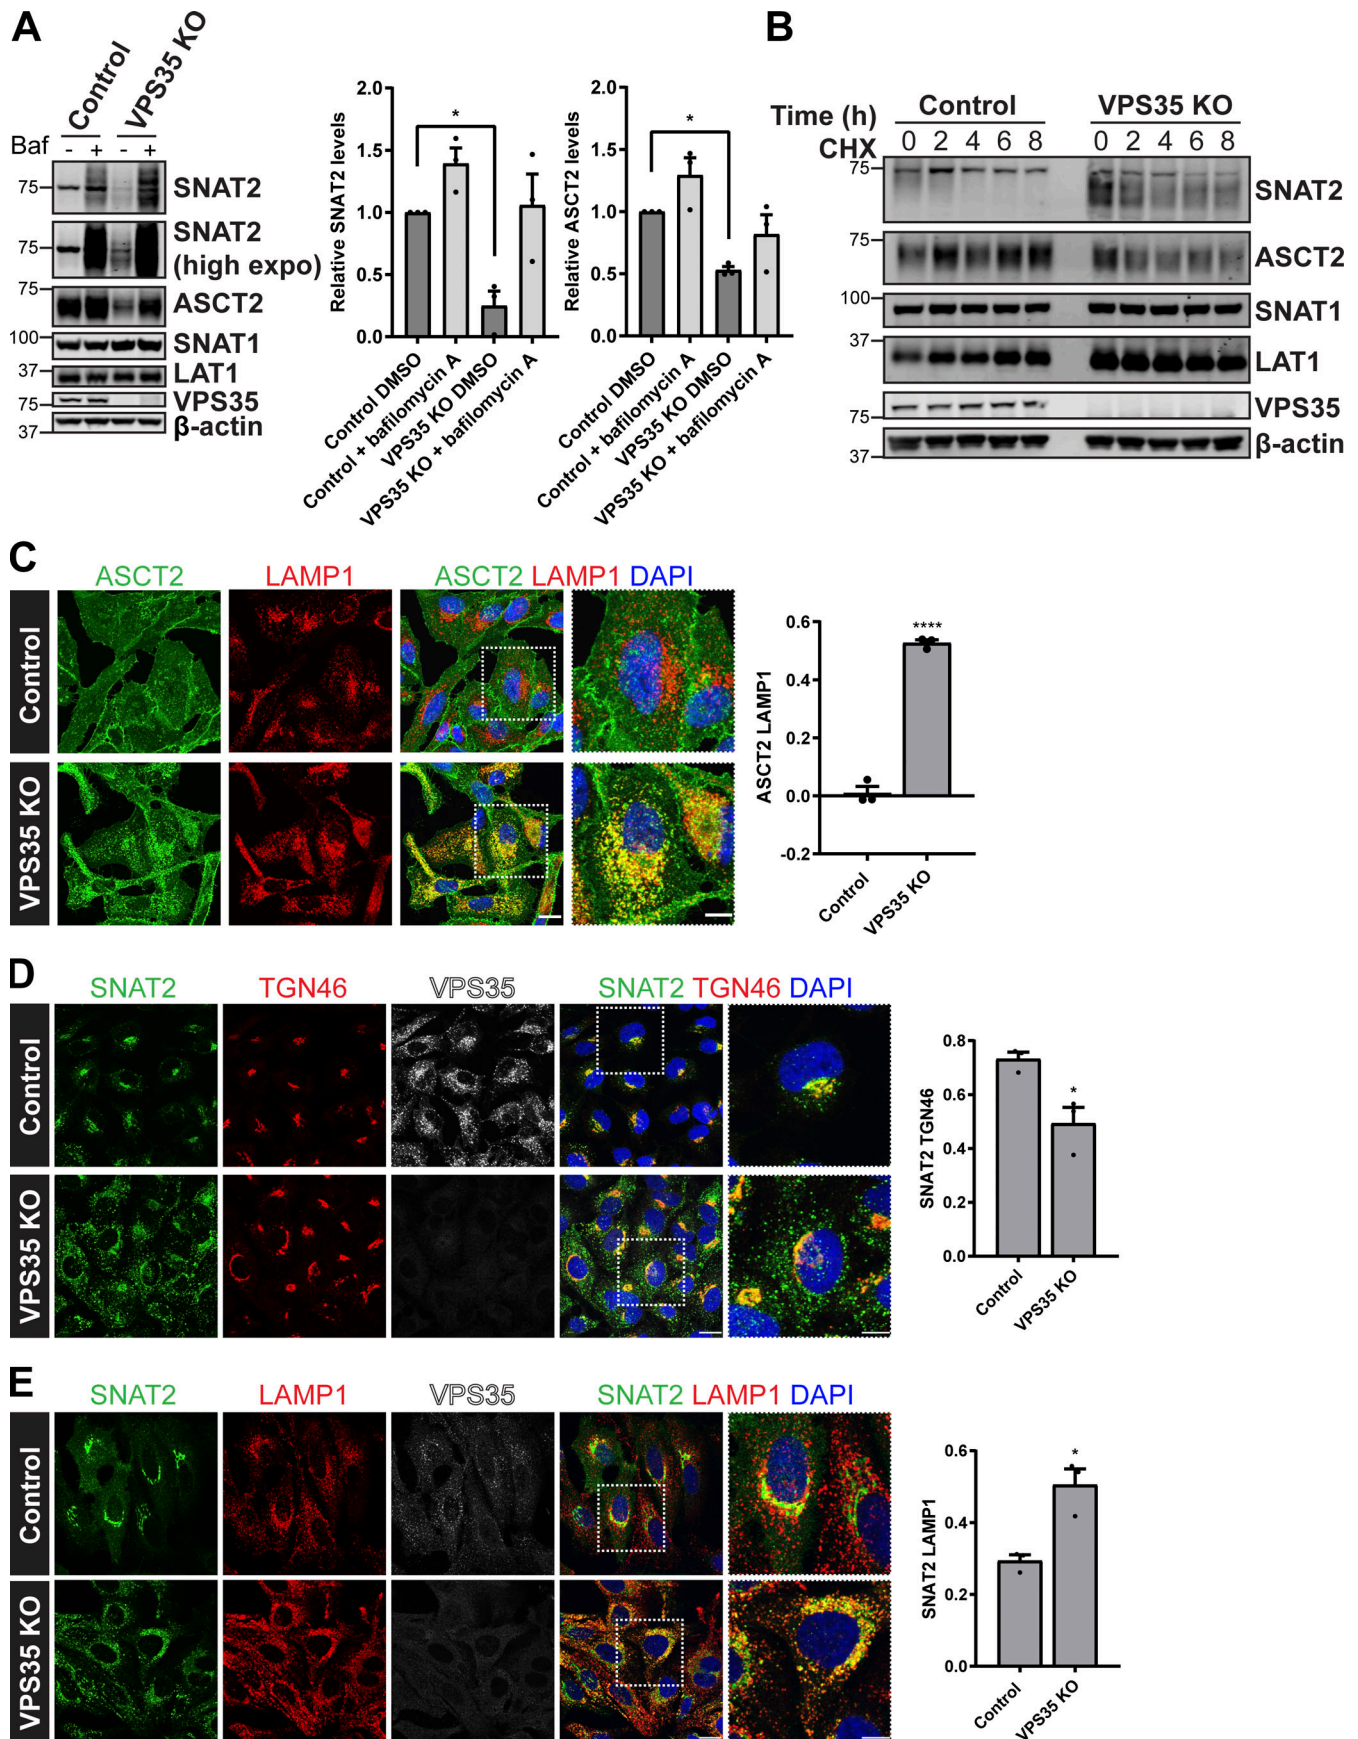 A
Control
VPS35 KO
Baf - + - +
75
SNAT2
75
SNAT2
(high expo)
75
ASCT2
100
SNAT1
37
LAT1
75
VPS35
37
β-actin
Relative SNAT2 levels
2.0
1.5
1.0
0.5
0.0
*
Control DMSO
Control + bafilomycin A
VPS35 KO DMSO
VPS35 KO + bafilomycin A
Relative ASCT2 levels
2.0
1.5
1.0
0.5
0.0
*
Control DMSO
Control + bafilomycin A
VPS35 KO DMSO
VPS35 KO + bafilomycin A
B
Control VPS35 KO
Time (h)
CHX
0 2 4 6 8 0 2 4 6 8
75
SNAT2
75
ASCT2
100
SNAT1
37
LAT1
75
VPS35
37
β-actin
C
ASCT2 LAMP1 ASCT2 LAMP1 DAPI
Control
VPS35 KO
ASCT2 LAMP1
0.6
0.4
0.2
0.0
-0.2
****
Control
VPS35 KO
D
SNAT2 TGN46 VPS35 SNAT2 TGN46 DAPI
Control
VPS35 KO
SNAT2 TGN46
0.8
0.6
0.4
0.2
0.0
*
Control
VPS35 KO
E
SNAT2 LAMP1 VPS35 SNAT2 LAMP1 DAPI
Control
VPS35 KO
SNAT2 LAMP1
0.6
0.4
0.2
0.0
*
Control
VPS35 KO